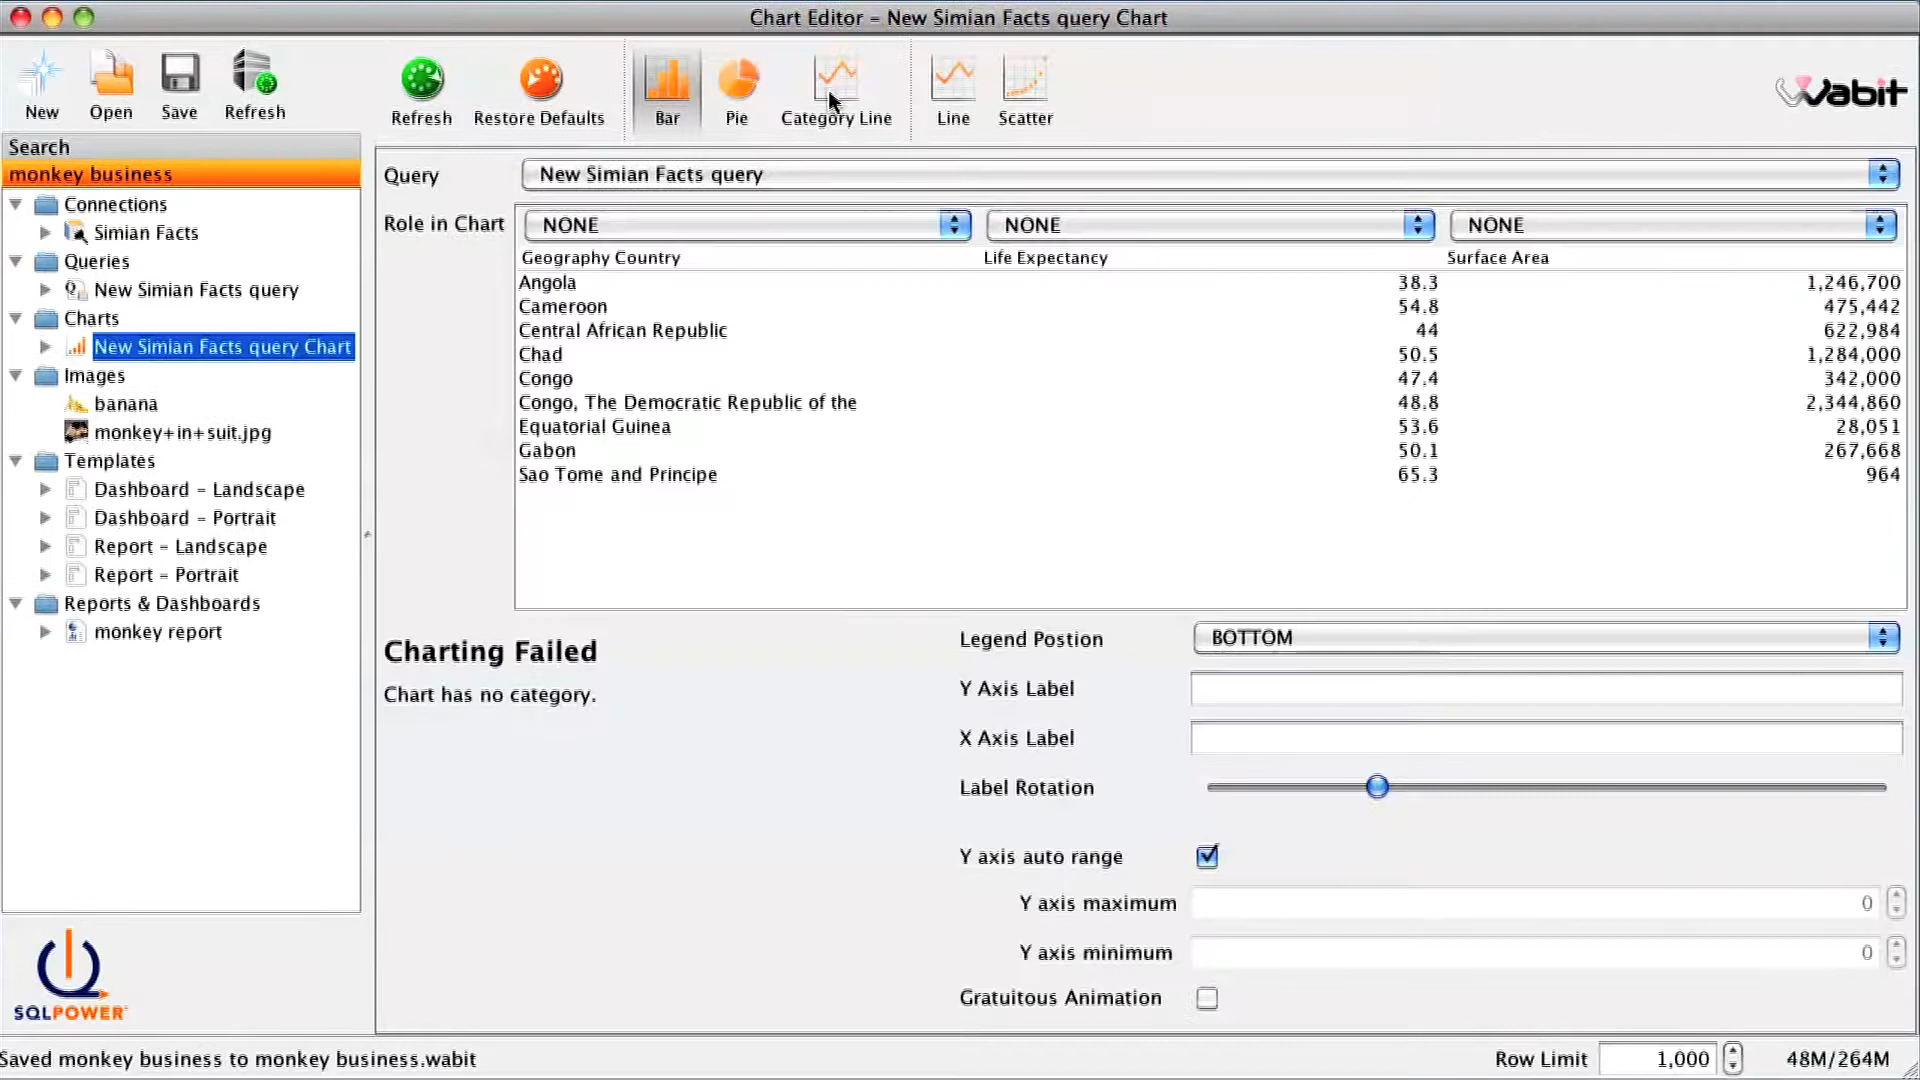 Chart Editor - New Simian Facts query Chart
New Open Save Refresh
Refresh Restore Defaults Bar Pie Category Line Line Scatter
Wabit
Search
monkey business
Connections
Simian Facts
Queries
New Simian Facts query
Charts
New Simian Facts query Chart
Images
banana
monkey+in+suit.jpg
Templates
Dashboard - Landscape
Dashboard - Portrait
Report - Landscape
Report - Portrait
Reports & Dashboards
monkey report
SQLPOWER
Query New Simian Facts query
Role in Chart NONE NONE NONE
Geography Country Life Expectancy Surface Area
Angola 38.3 1,246,700
Cameroon 54.8 475,442
Central African Republic 44 622,984
Chad 50.5 1,284,000
Congo 47.4 342,000
Congo, The Democratic Republic of the 48.8 2,344,860
Equatorial Guinea 53.6 28,051
Gabon 50.1 267,668
Sao Tome and Principe 65.3 964
Charting Failed
Chart has no category.
Legend Postion BOTTOM
Y Axis Label
X Axis Label
Label Rotation
Y axis auto range
Y axis maximum 0
Y axis minimum 0
Gratuitous Animation
Saved monkey business to monkey business.wabit
Row Limit 1,000 48M/264M